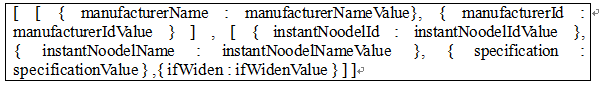 [ [ { manufacturerName : manufacturerNameValue}, { manufacturerId :
manufacturerIdValue } ] , [ { instantNoodelId : instantNoodelIdValue },
{ instantNoodelName : instantNoodelNameValue }, { specification :
specificationValue } ,{ ifWiden : ifWidenValue } ] ]↵